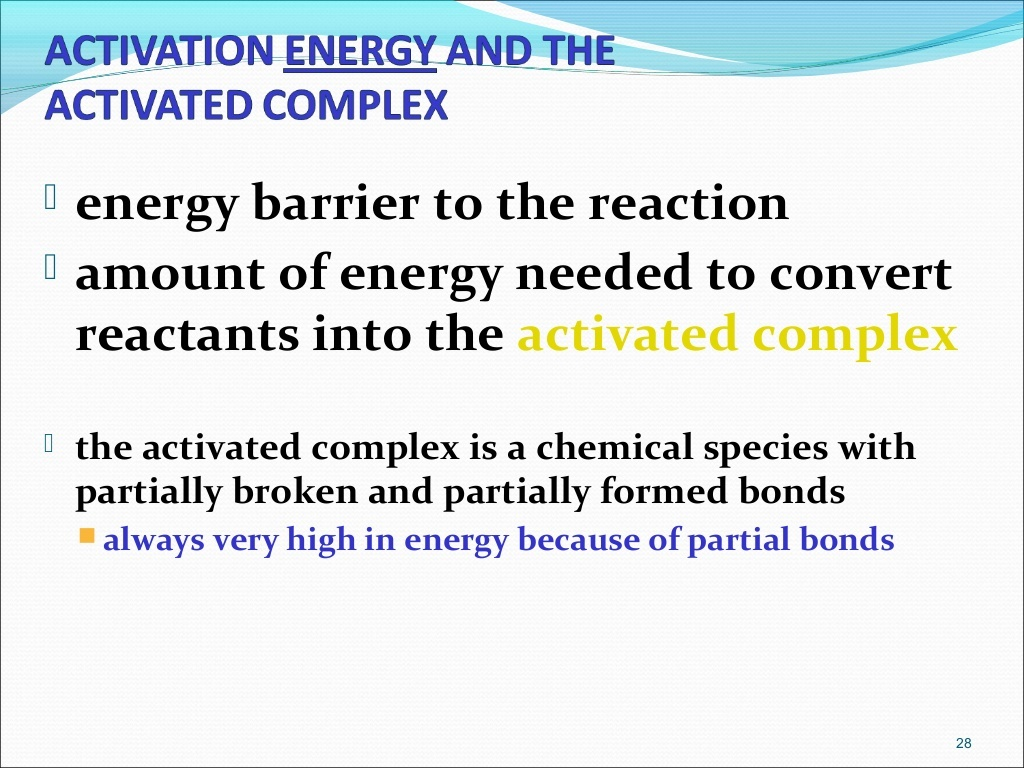 ACTIVATION ENERGY AND THE
ACTIVATED COMPLEX
energy barrier to the reaction
amount of energy needed to convert
reactants into the activated complex
the activated complex is a chemical species with
partially broken and partially formed bonds
always very high in energy because of partial bonds
28